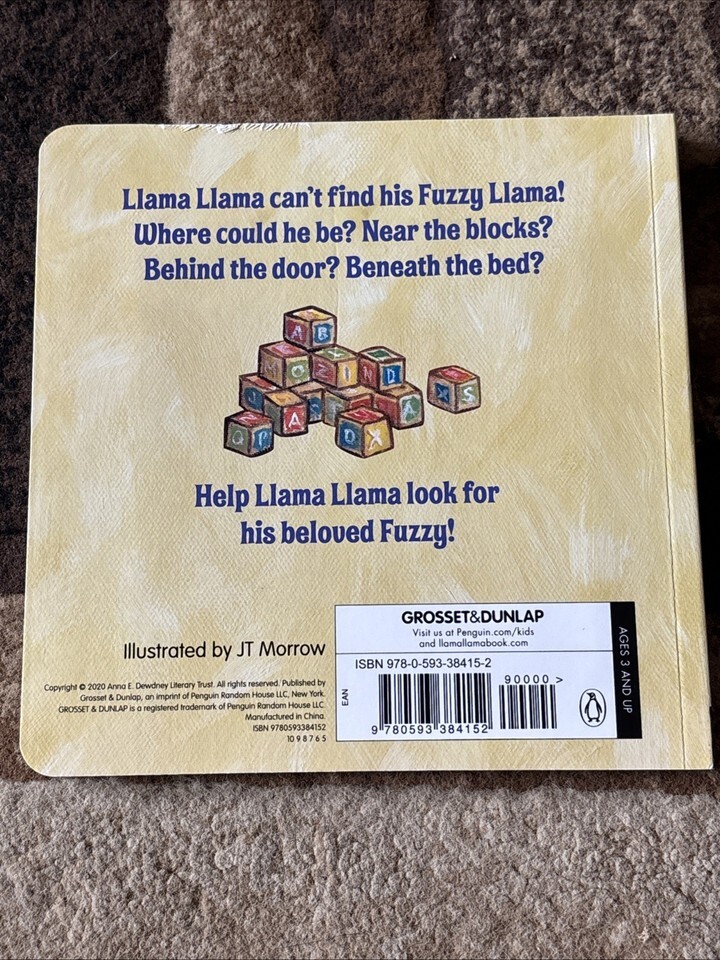 Llama Llama can't find his Fuzzy Llama!
Where could he be? Near the blocks?
Behind the door? Beneath the bed?
A B
O Z I N D
A
S
A
X S
Q P
D X
Help Llama Llama look for
his beloved Fuzzy!
Illustrated by JT Morrow
Copyright © 2020 Anna E. Dewdney Literary Trust. All rights reserved. Published by
Grosset & Dunlap, an imprint of Penguin Random House LLC, New York.
GROSSET & DUNLAP is a registered trademark of Penguin Random House LLC.
Manufactured in China.
ISBN 9780593384152
10 9 8 7 6 5
GROSSET&DUNLAP
Visit us at Penguin.com/kids
and llamallamabook.com
ISBN 978-0-593-38415-2
90000 >
EAN
9 780593 384152
AGES 3 AND UP